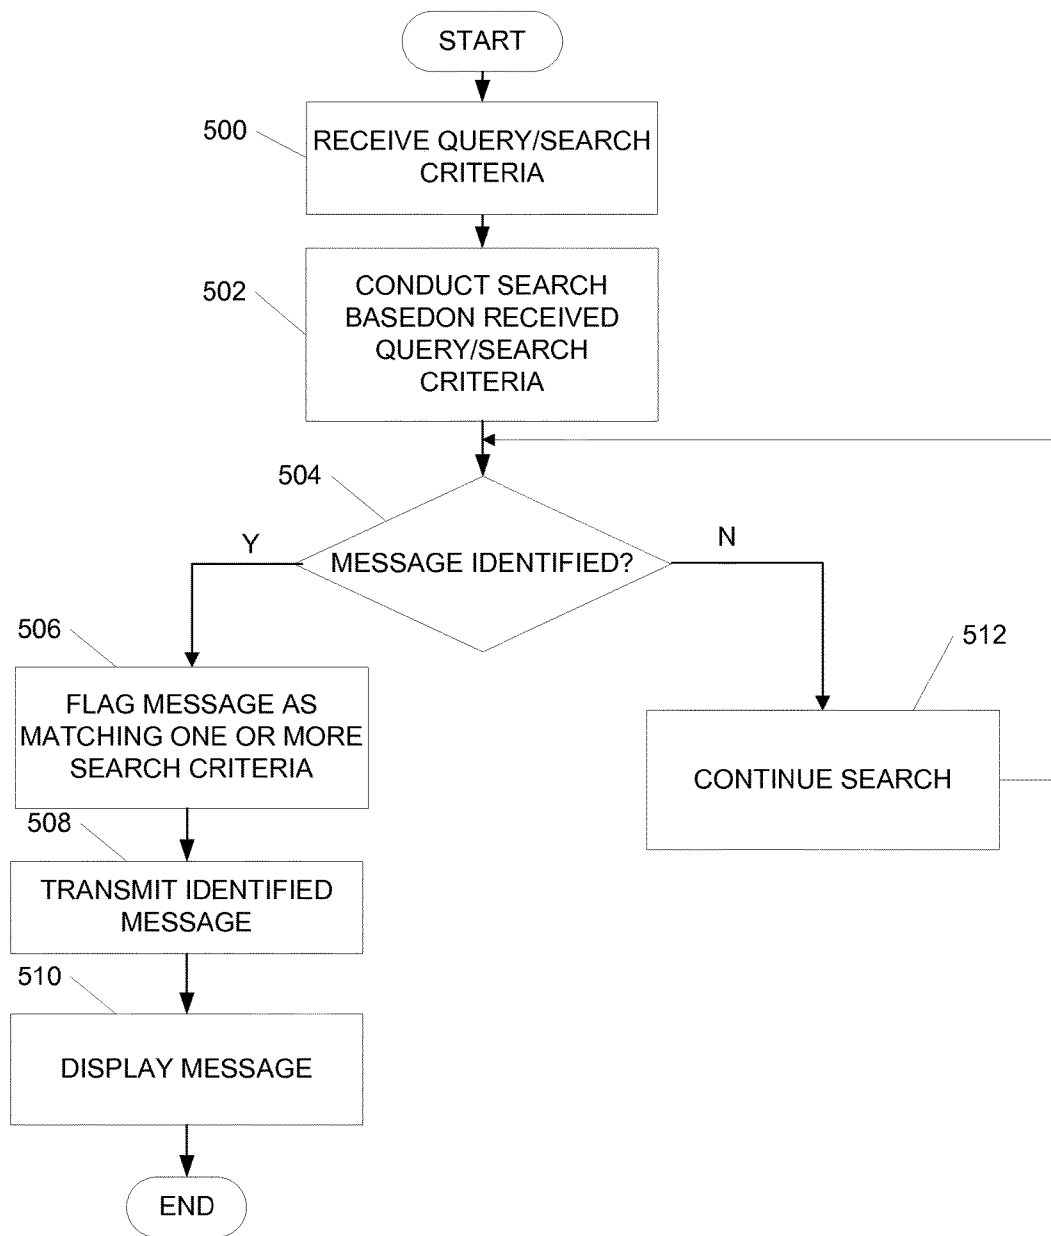 START
500
RECEIVE QUERY/SEARCH
CRITERIA
502
CONDUCT SEARCH
BASEDON RECEIVED
QUERY/SEARCH
CRITERIA
504
Y
MESSAGE IDENTIFIED?
N
506
FLAG MESSAGE AS
MATCHING ONE OR MORE
SEARCH CRITERIA
512
CONTINUE SEARCH
508
TRANSMIT IDENTIFIED
MESSAGE
510
DISPLAY MESSAGE
END